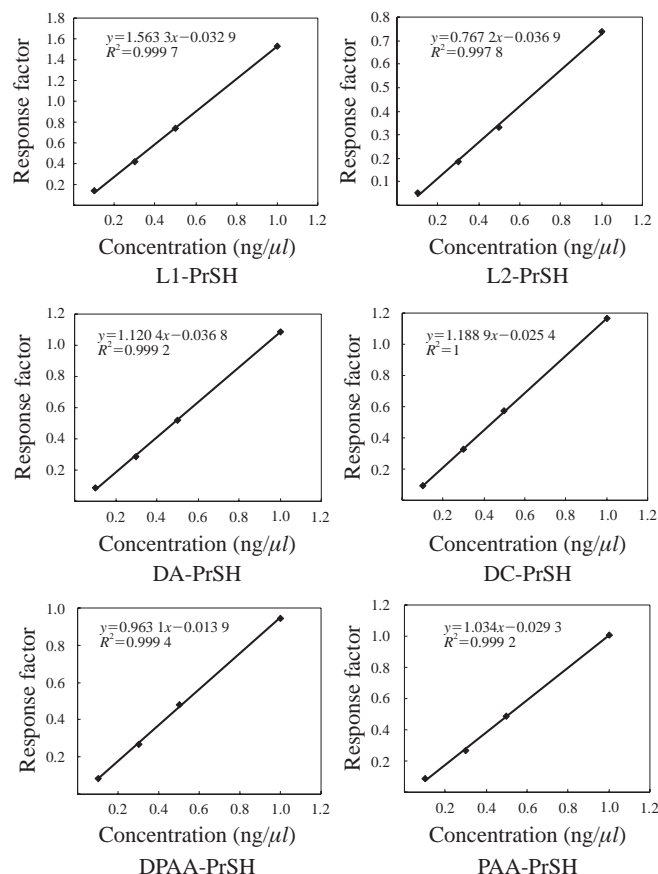 1.8
1.6
1.4
1.2
1.0
0.8
0.6
0.4
0.2
y=1.563 3x−0.032 9
R²=0.999 7
Response factor
0.2 0.4 0.6 0.8 1.0 1.2
Concentration (ng/μl)
L1-PrSH
0.8
0.7
0.6
0.5
0.4
0.3
0.2
0.1
y=0.767 2x−0.036 9
R²=0.997 8
Response factor
0.2 0.4 0.6 0.8 1.0 1.2
Concentration (ng/μl)
L2-PrSH
1.2
1.0
0.8
0.6
0.4
0.2
y=1.120 4x−0.036 8
R²=0.999 2
Response factor
0.2 0.4 0.6 0.8 1.0 1.2
Concentration (ng/μl)
DA-PrSH
1.2
1.0
0.8
0.6
0.4
0.2
y=1.188 9x−0.025 4
R²=1
Response factor
0.2 0.4 0.6 0.8 1.0 1.2
Concentration (ng/μl)
DC-PrSH
1.0
0.8
0.6
0.4
0.2
y=0.963 1x−0.013 9
R²=0.999 4
Response factor
0.2 0.4 0.6 0.8 1.0 1.2
Concentration (ng/μl)
DPAA-PrSH
1.2
1.0
0.8
0.6
0.4
0.2
y=1.034x−0.029 3
R²=0.999 2
Response factor
0.2 0.4 0.6 0.8 1.0 1.2
Concentration (ng/μl)
PAA-PrSH